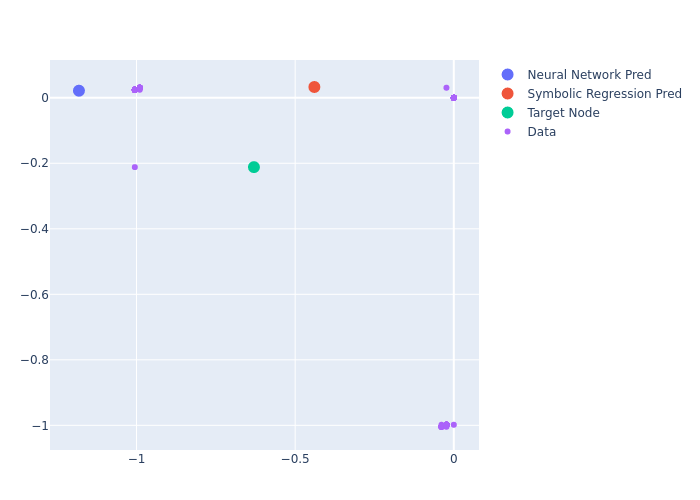 Neural Network Pred
Symbolic Regression Pred
Target Node
Data
0
−0.2
−0.4
−0.6
−0.8
−1
−1
−0.5
0